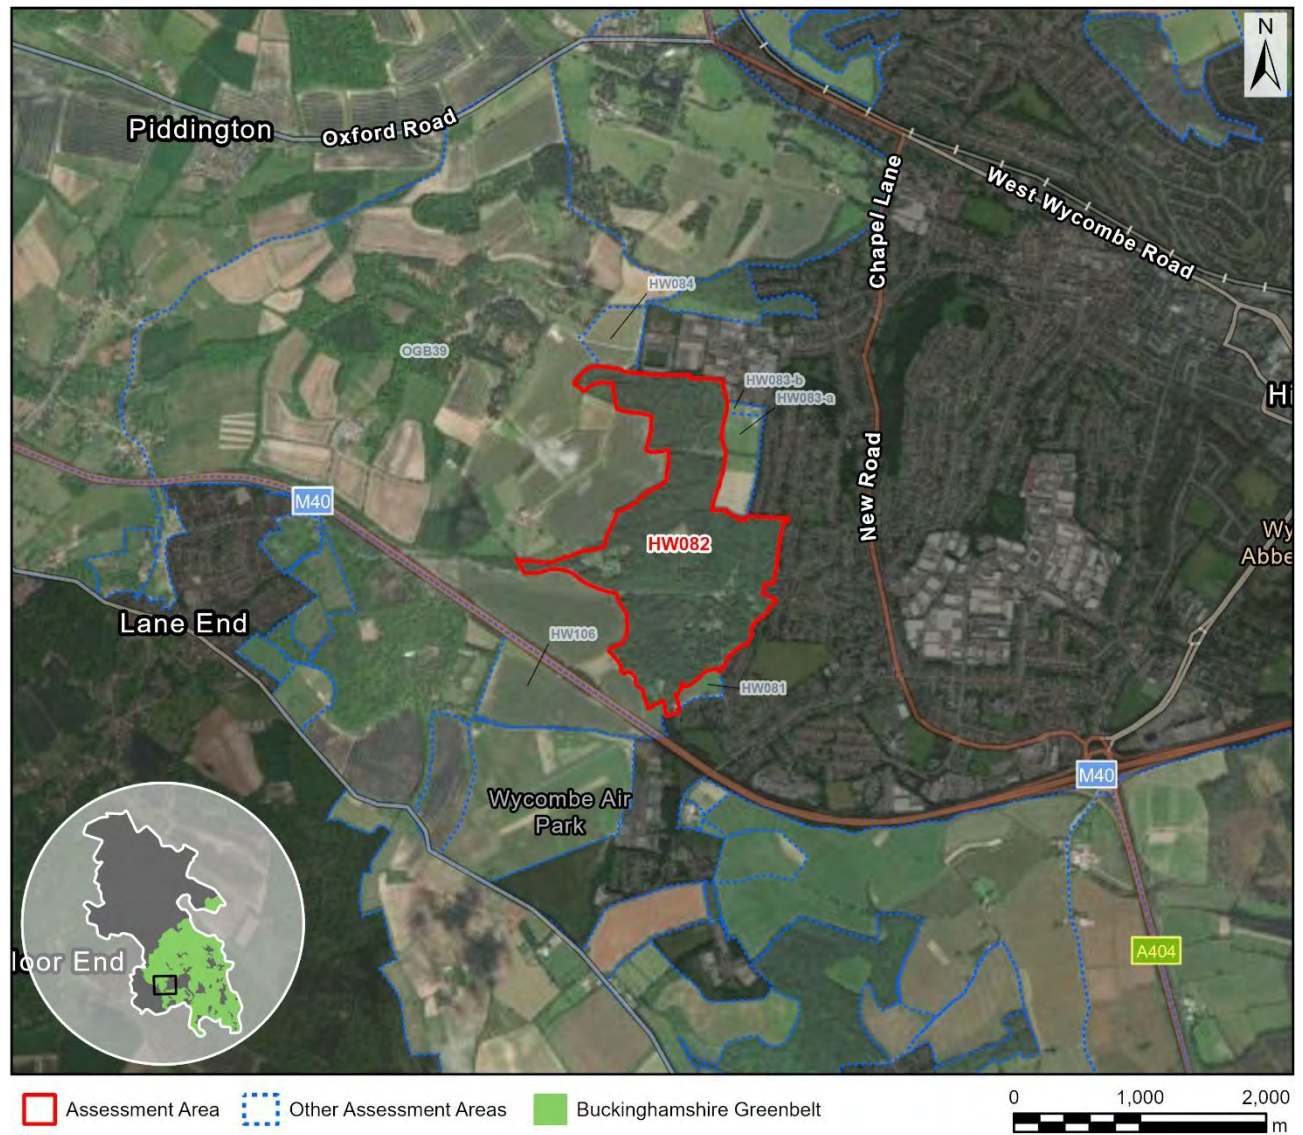 N
Piddington
Oxford Road
West Wycombe Road
Chapel Lane
HW084
OGB39
HW083-b
HW083-a
Hi
New Road
M40
HW082
Wy
Abbe
Lane End
HW106
HW081
M40
Wycombe Air
Park
A404
loor End
Assessment Area
Other Assessment Areas
Buckinghamshire Greenbelt
0 1,000 2,000
m